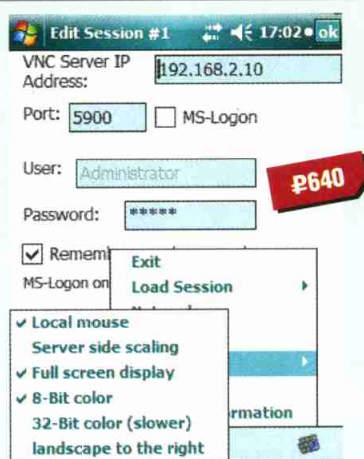 Edit Session #1 17:02 ok
VNC Server IP
Address: 192.168.2.10
Port: 5900 MS-Logon
User: Administrator
₽640
Password: *****
MS-Logon on
Exit
Load Session
Local mouse
Server side scaling
Full screen display
8-Bit color
32-Bit color (slower)
landscape to the right